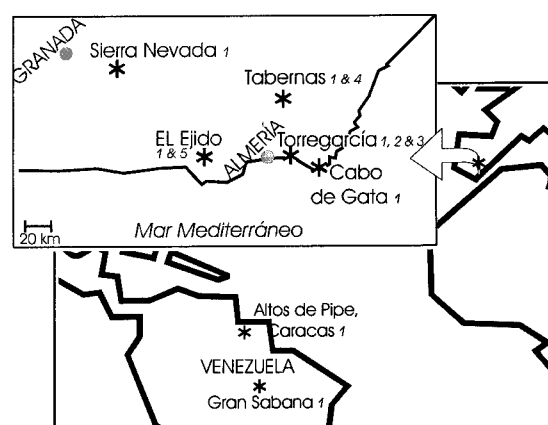 GRANADA
Sierra Nevada 1
Tabernas 1 & 4
EL Ejido
1 & 5
ALMERÍA
Torregarcía 1, 2 & 3
Cabo
de Gata 1
20 km
Mar Mediterráneo
Altos de Pipe,
Caracas 1
VENEZUELA
Gran Sabana 1